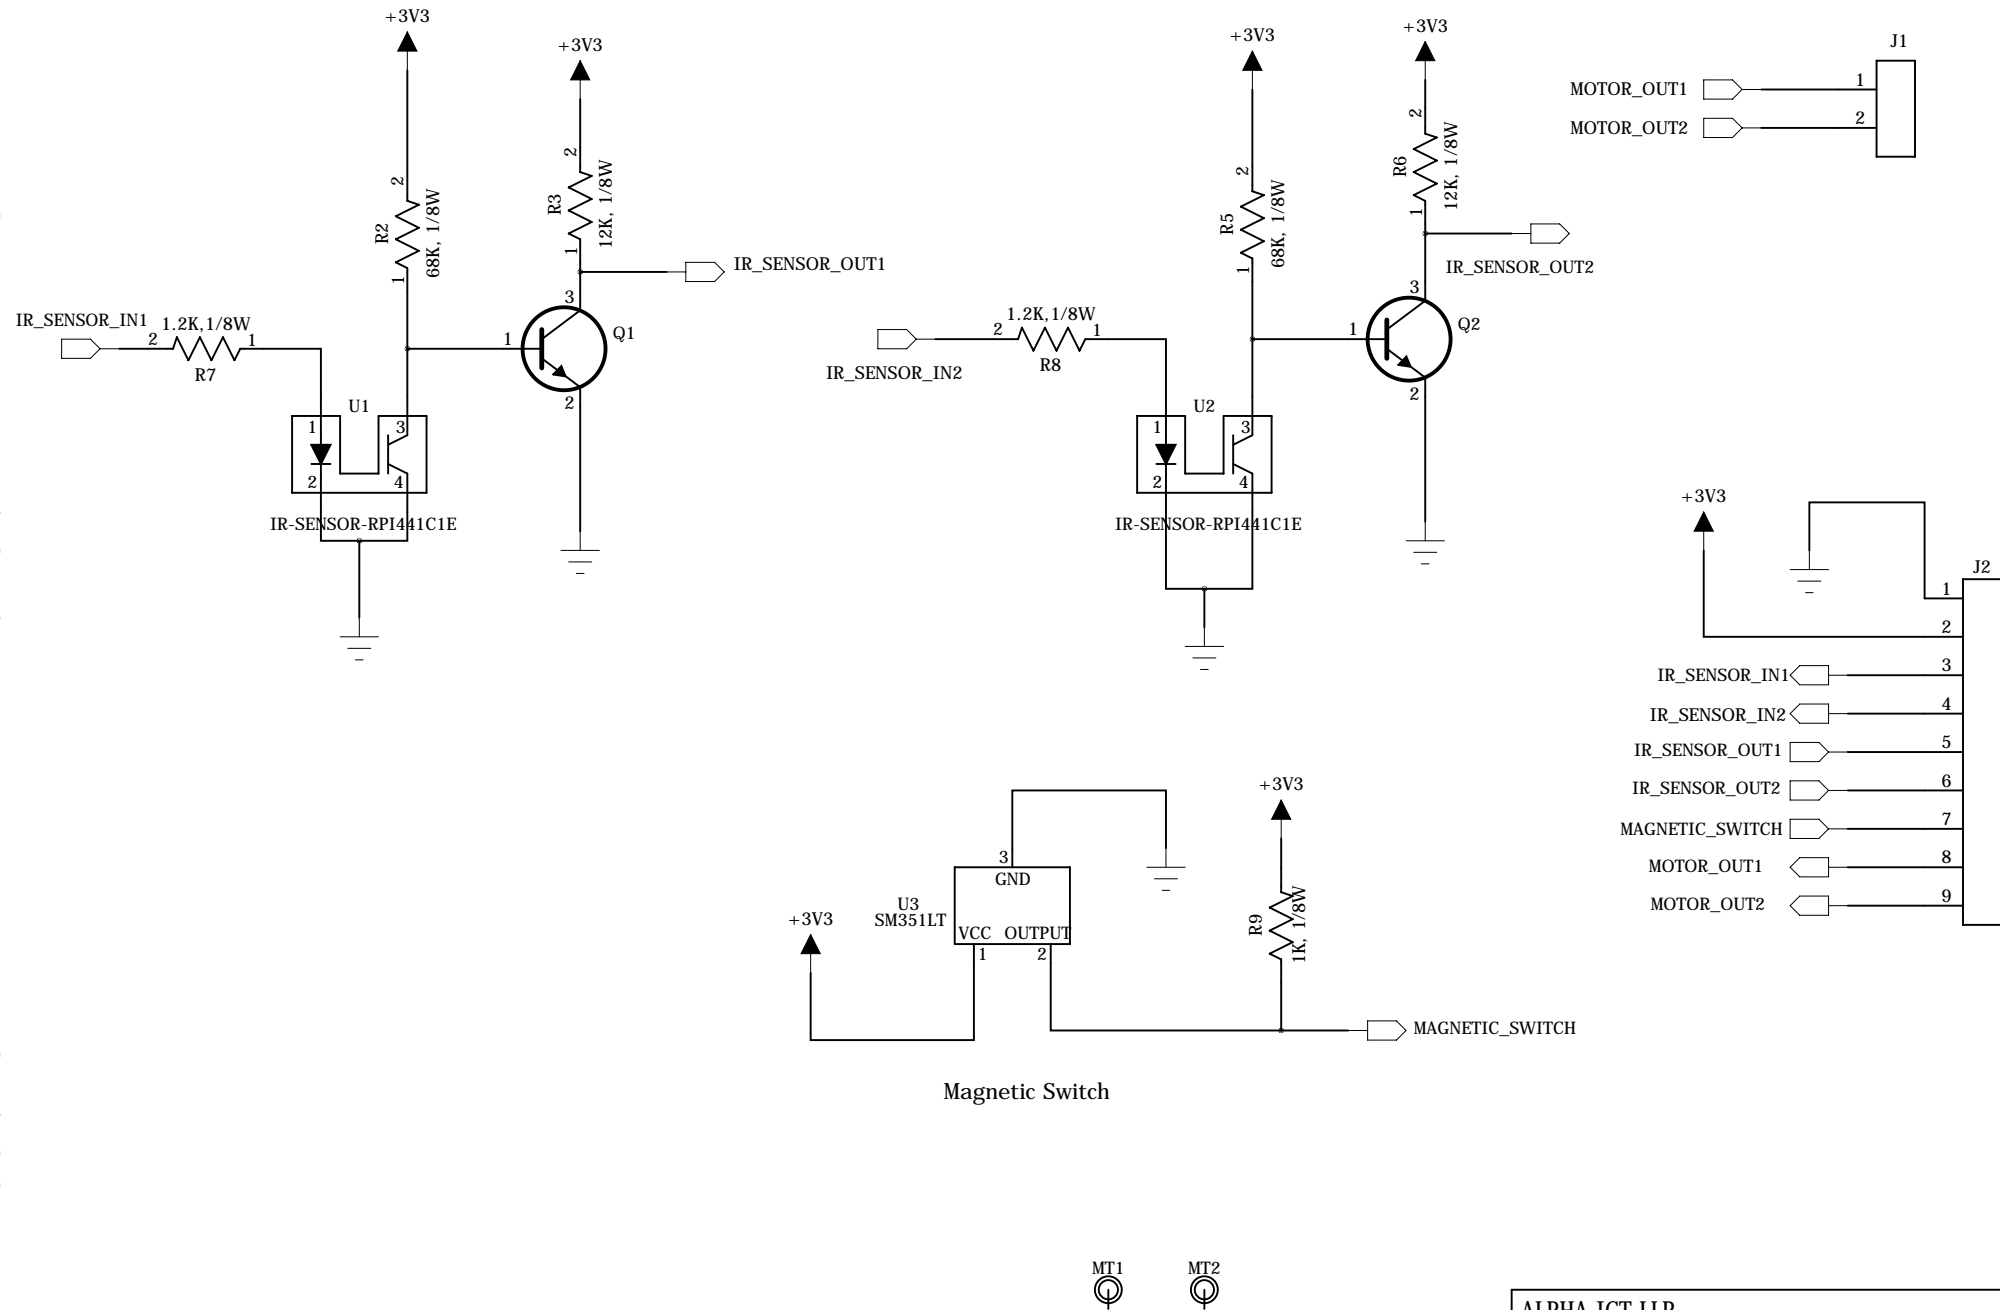 +3V3
+3V3
2
R2
68K, 1/8W
1
2
R3
12K, 1/8W
1
IR_SENSOR_OUT1
IR_SENSOR_IN1
2
1.2K,1/8W
1
R7
1
3
Q1
2
U1
1
3
2
4
IR-SENSOR-RPI441C1E
+3V3
+3V3
2
R5
68K, 1/8W
1
2
R6
12K, 1/8W
1
IR_SENSOR_OUT2
IR_SENSOR_IN2
2
1.2K,1/8W
1
R8
1
3
Q2
2
U2
1
3
2
4
IR-SENSOR-RPI441C1E
J1
MOTOR_OUT1
1
MOTOR_OUT2
2
+3V3
J2
1
2
IR_SENSOR_IN1
3
IR_SENSOR_IN2
4
IR_SENSOR_OUT1
5
IR_SENSOR_OUT2
6
MAGNETIC_SWITCH
7
MOTOR_OUT1
8
MOTOR_OUT2
9
+3V3
3
GND
U3
SM351LT
VCC OUTPUT
1
2
+3V3
R9
1K, 1/8W
MAGNETIC_SWITCH
Magnetic Switch
MT1
MT2
ALPHA ICT LLP